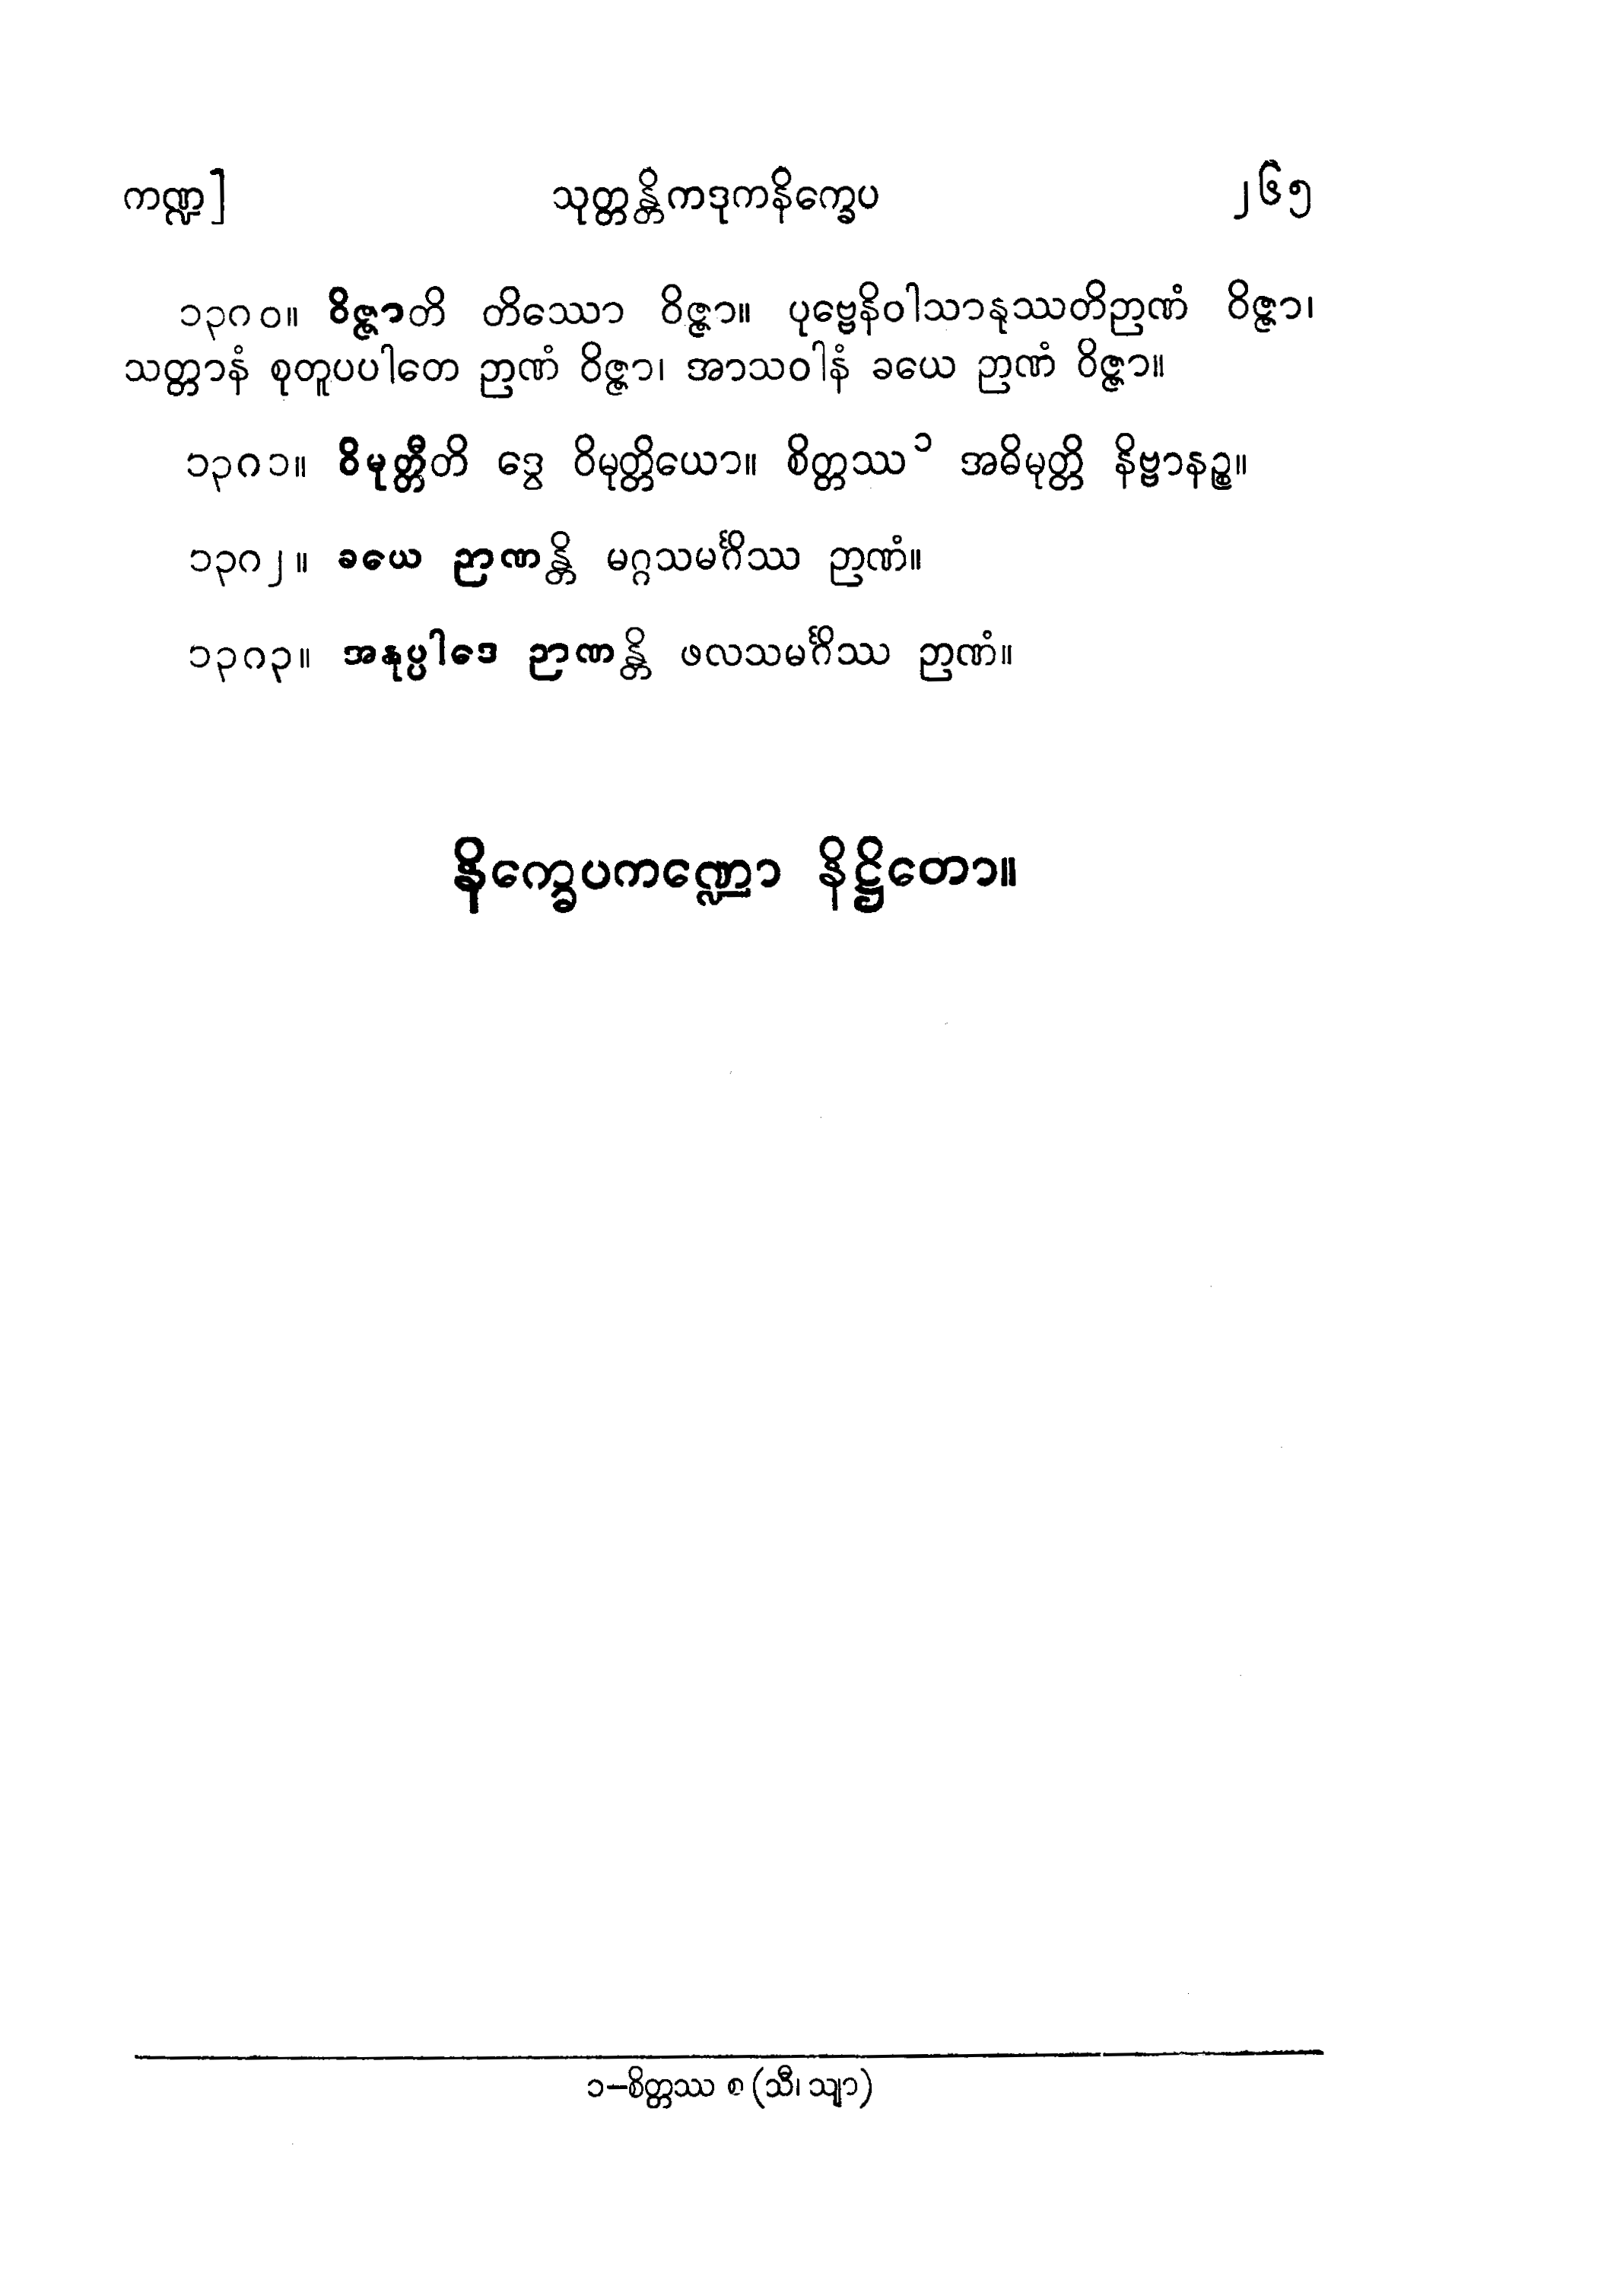 ကဏ္ဍ] သုတ္တန္တိကဒုကနိက္ခေပ ၂၆၅
၁၃၈၀။ ဝိဇ္ဇာတိ တိဿော ဝိဇ္ဇာ။ ပုဗ္ဗေနိဝါသာနုဿတိဉာဏံ ဝိဇ္ဇာ၊
သတ္တာနံ စုတူပပါတေ ဉာဏံ ဝိဇ္ဇာ၊ အာသဝါနံ ခယေ ဉာဏံ ဝိဇ္ဇာ။
၁၃၈၁။ ဝိမုတ္တီတိ ဒွေ ဝိမုတ္တိယော။ စိတ္တဿ ၁ အဓိမုတ္တိ နိဗ္ဗာနဉ္စ။
၁၃၈၂။ ခယေ ဉာဏန္တိ မဂ္ဂသမင်္ဂိဿ ဉာဏံ။
၁၃၈၃။ အနုပ္ပါဒေ ဉာဏန္တိ ဖလသမင်္ဂိဿ ဉာဏံ။
နိက္ခေပကဏ္ဍော နိဋ္ဌိတော။
၁–စိတ္တဿ စ (သီ၊ သျာ)